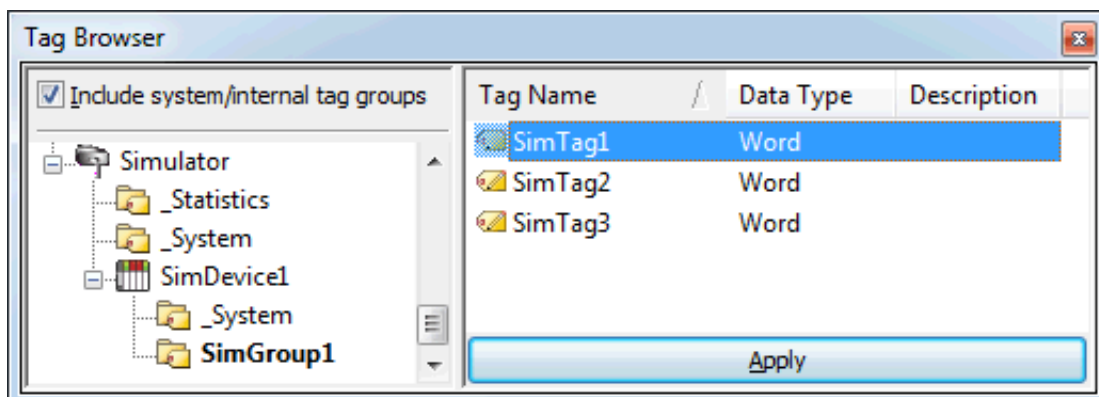 Tag Browser
Include system/internal tag groups
Simulator
_Statistics
_System
SimDevice1
_System
SimGroup1
Tag Name Data Type Description
SimTag1 Word
SimTag2 Word
SimTag3 Word
Apply